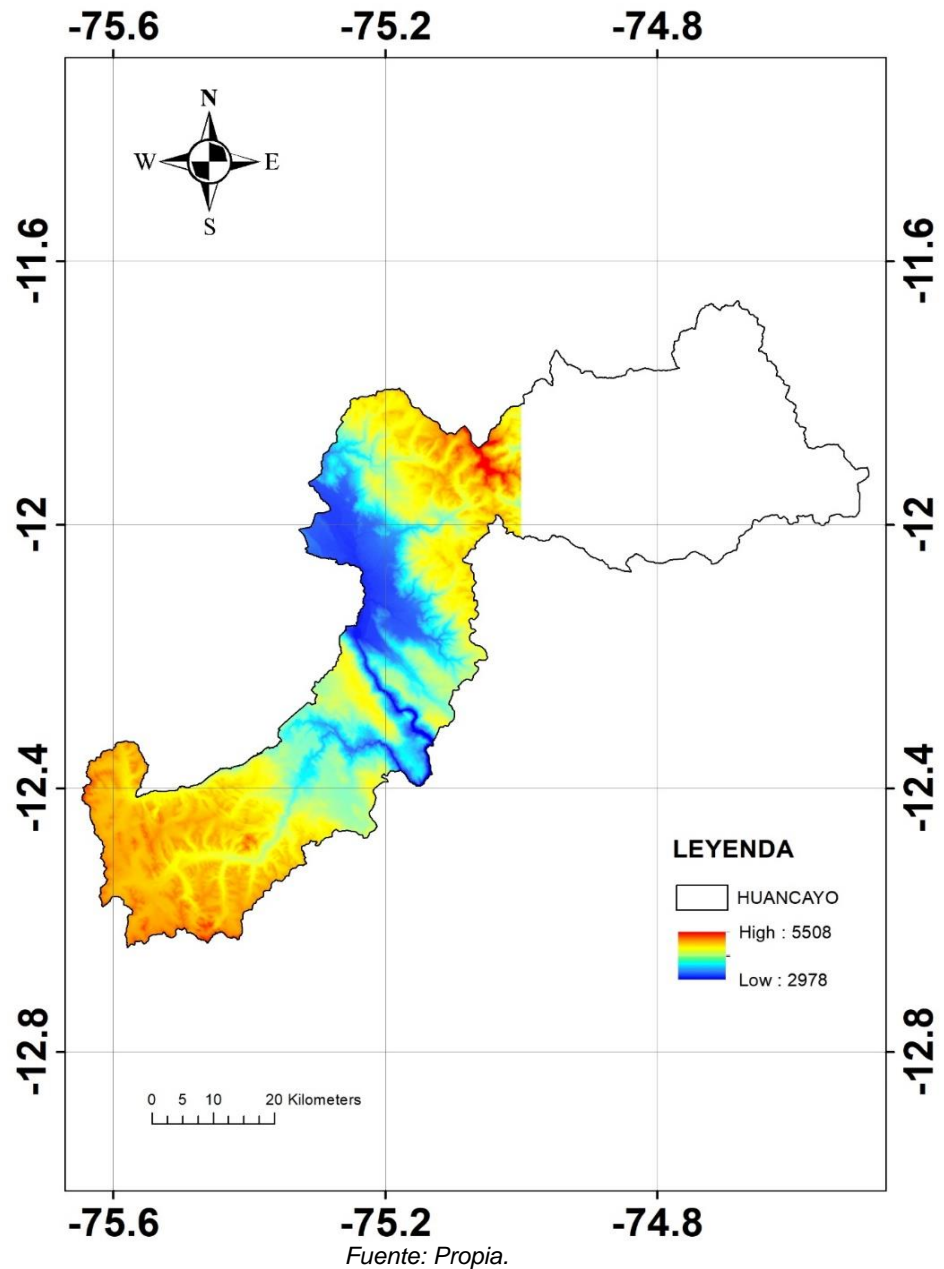 -75.6 -75.2 -74.8
N
W E
S
-11.6 -11.6
-12 -12
-12.4 -12.4
LEYENDA
HUANCAYO
High : 5508
Low : 2978
-12.8 -12.8
0 5 10 20 Kilometers
-75.6 -75.2 -74.8
Fuente: Propia.